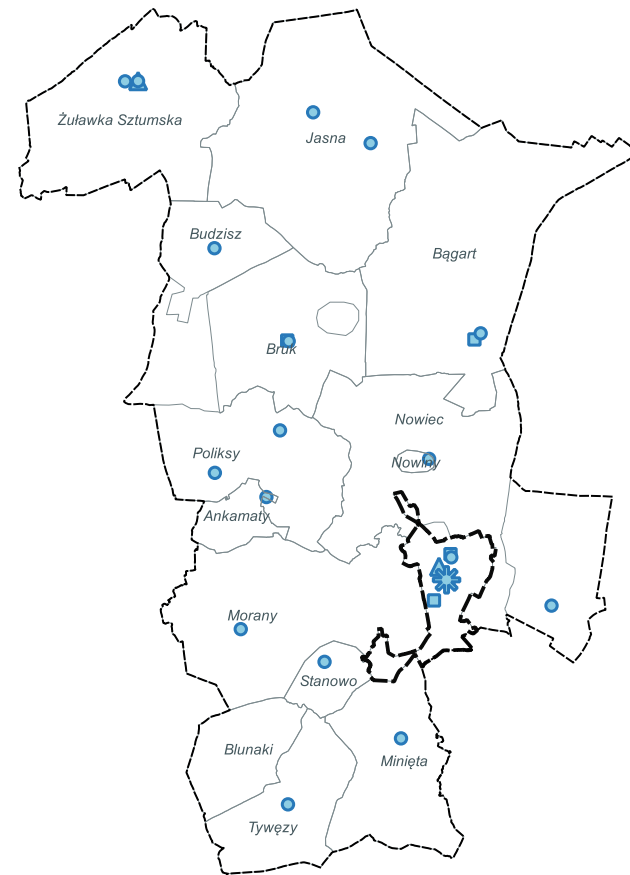 Żuławka Sztumska
Jasna
Budzisz
Bągart
Bruk
Nowiec
Poliksy
Nowiny
Ankamaty
Morany
Stanowo
Blunaki
Minięta
Tywęzy